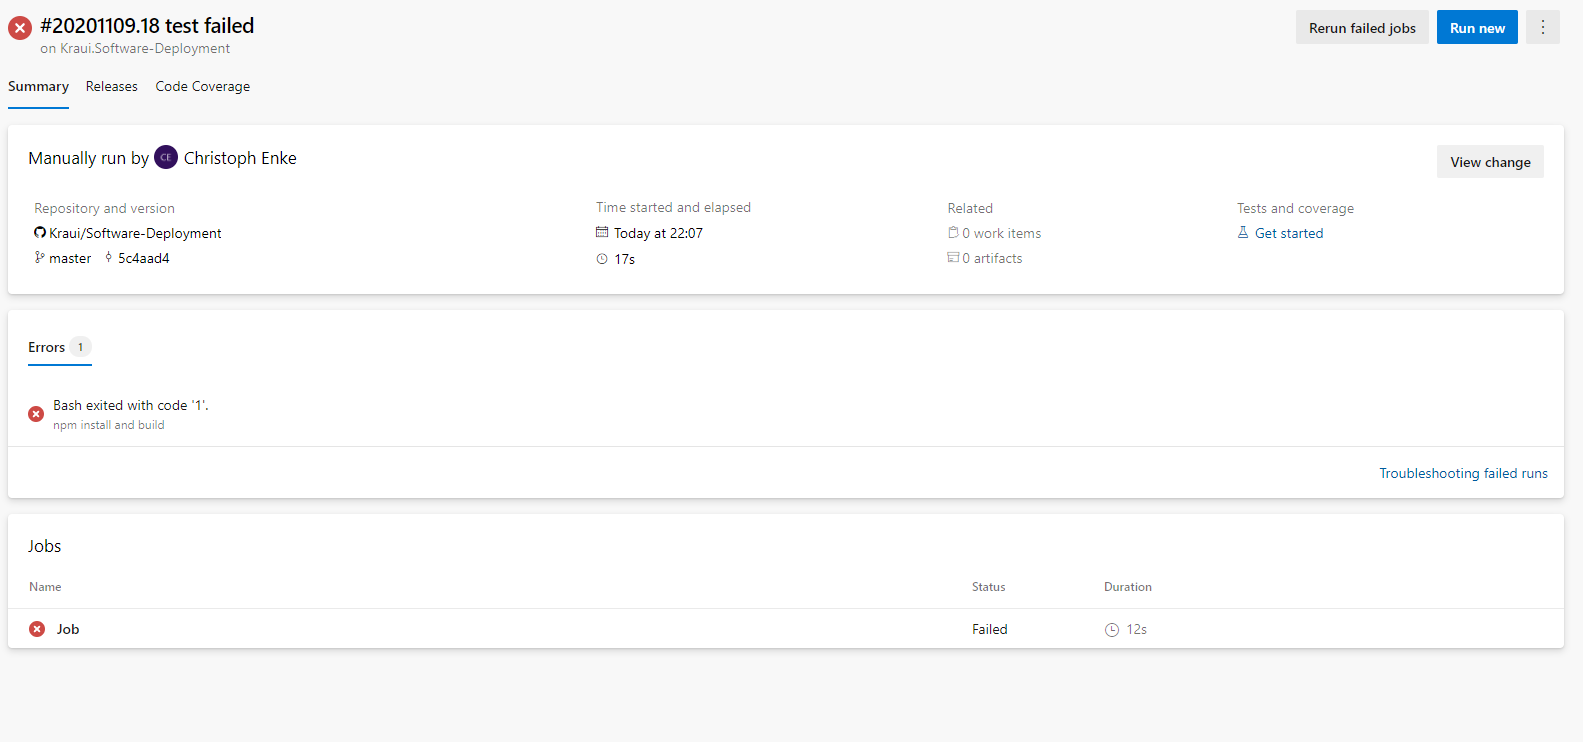 #20201109.18 test failed
on Kraui.Software-Deployment
Rerun failed jobs
Run new
Summary
Releases
Code Coverage
Manually run by CE Christoph Enke
View change
Repository and version
Kraui/Software-Deployment
master 5c4aad4
Time started and elapsed
Today at 22:07
17s
Related
0 work items
0 artifacts
Tests and coverage
Get started
Errors 1
Bash exited with code '1'.
npm install and build
Troubleshooting failed runs
Jobs
Name Status Duration
Job Failed 12s